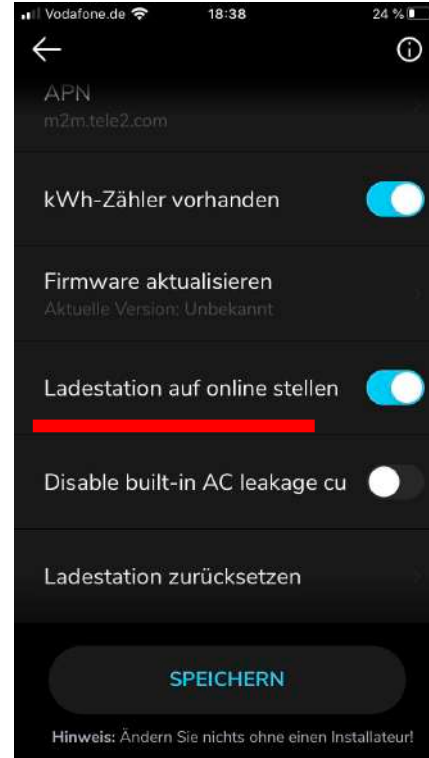 Vodafone.de 18:38 24 %
APN
m2m.tele2.com
kWh-Zähler vorhanden
Firmware aktualisieren
Aktuelle Version: Unbekannt
Ladestation auf online stellen
Disable built-in AC leakage cu
Ladestation zurücksetzen
SPEICHERN
Hinweis: Ändern Sie nichts ohne einen Installateur!